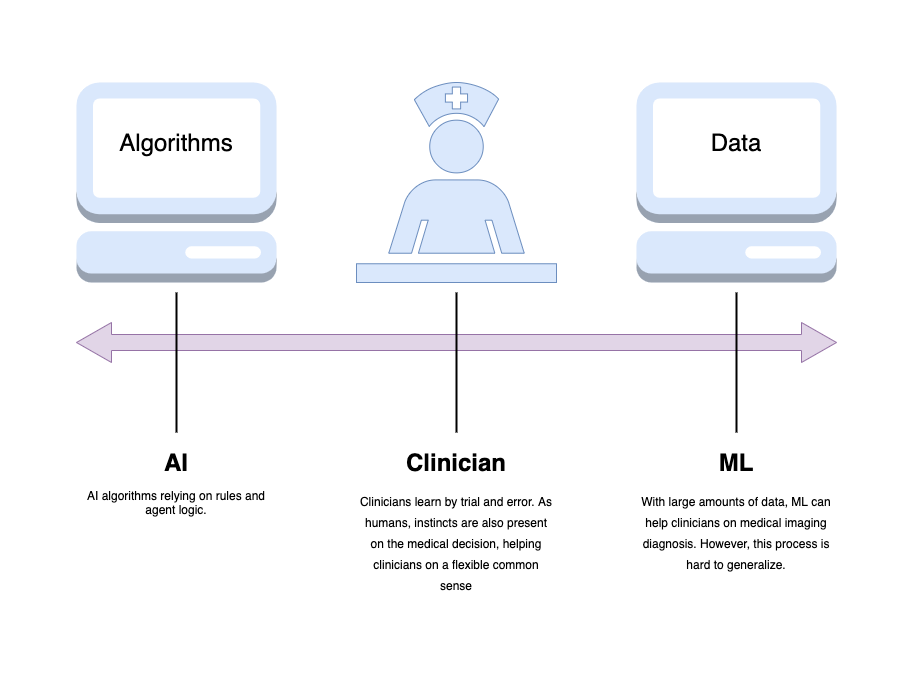 Algorithms
Data
AI
AI algorithms relying on rules and
agent logic.
Clinician
Clinicians learn by trial and error. As
humans, instincts are also present
on the medical decision, helping
clinicians on a flexible common
sense
ML
With large amounts of data, ML can
help clinicians on medical imaging
diagnosis. However, this process is
hard to generalize.